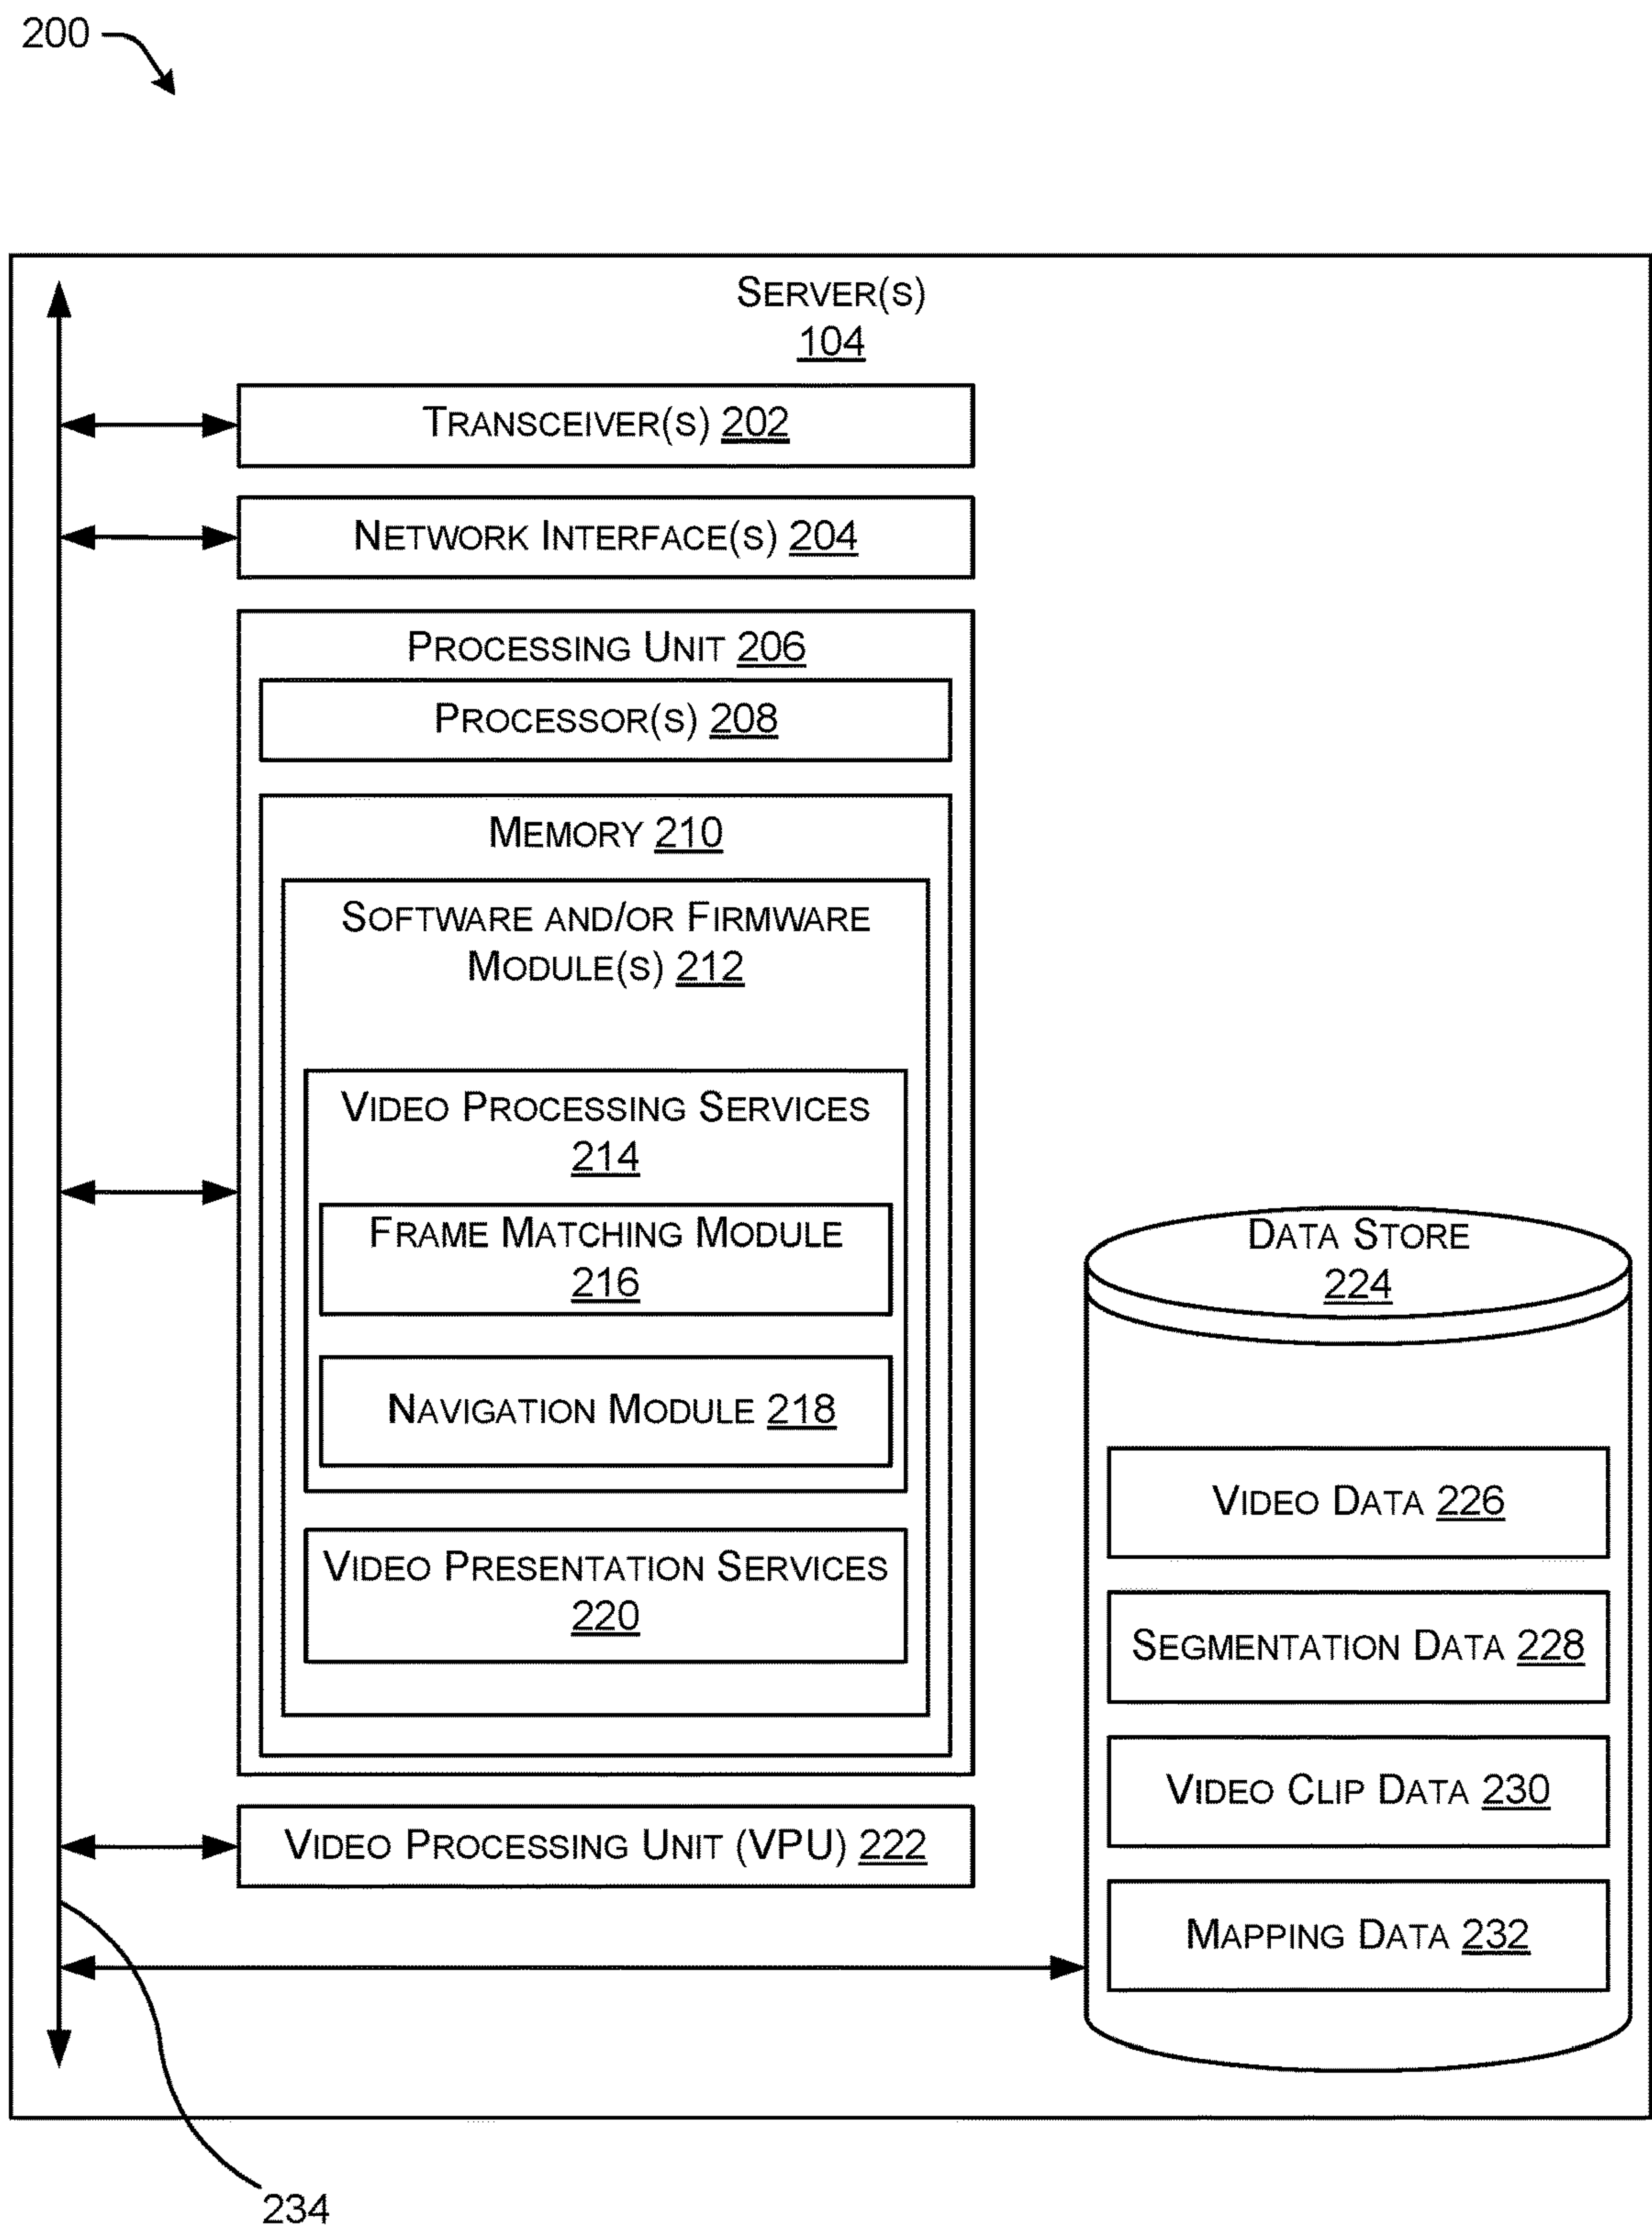 200
SERVER(S)
104
TRANSCEIVER(S) 202
NETWORK INTERFACE(S) 204
PROCESSING UNIT 206
PROCESSOR(S) 208
MEMORY 210
SOFTWARE AND/OR FIRMWARE
MODULE(S) 212
VIDEO PROCESSING SERVICES
214
FRAME MATCHING MODULE
216
NAVIGATION MODULE 218
VIDEO PRESENTATION SERVICES
220
VIDEO PROCESSING UNIT (VPU) 222
DATA STORE
224
VIDEO DATA 226
SEGMENTATION DATA 228
VIDEO CLIP DATA 230
MAPPING DATA 232
234